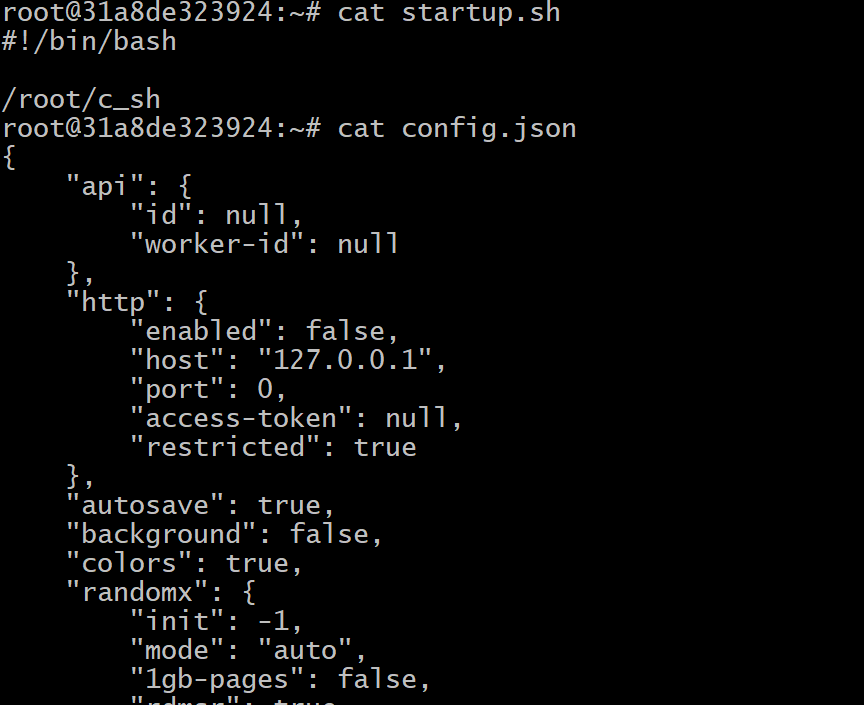 root@31a8de323924:~# cat startup.sh
#!/bin/bash
/root/c_sh
root@31a8de323924:~# cat config.json
{
    "api": {
        "id": null,
        "worker-id": null
    },
    "http": {
        "enabled": false,
        "host": "127.0.0.1",
        "port": 0,
        "access-token": null,
        "restricted": true
    },
    "autosave": true,
    "background": false,
    "colors": true,
    "randomx": {
        "init": -1,
        "mode": "auto",
        "1gb-pages": false,
        "rdmsr": true